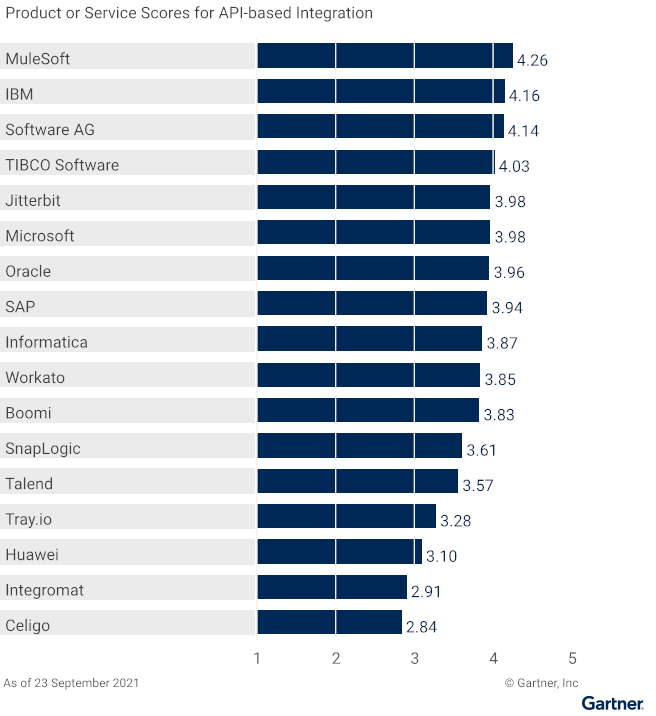 Product or Service Scores for API-based Integration
MuleSoft 4.26
IBM 4.16
Software AG 4.14
TIBCO Software 4.03
Jitterbit 3.98
Microsoft 3.98
Oracle 3.96
SAP 3.94
Informatica 3.87
Workato 3.85
Boomi 3.83
SnapLogic 3.61
Talend 3.57
Tray.io 3.28
Huawei 3.10
Integromat 2.91
Celigo 2.84
1 2 3 4 5
As of 23 September 2021 © Gartner, Inc
Gartner